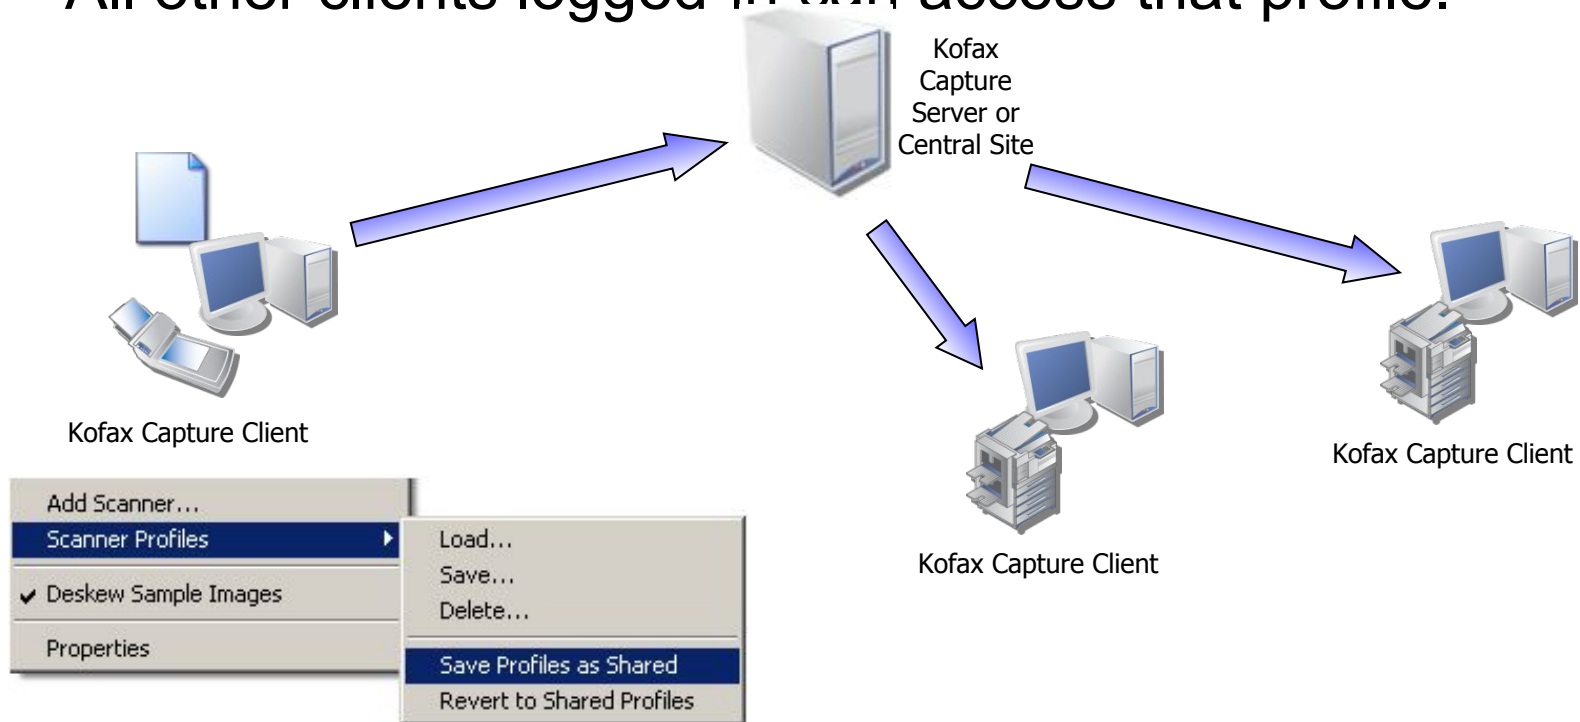 All other clients logged in can access that profile.
Kofax
Capture
Server or
Central Site
Kofax Capture Client
Kofax Capture Client
Kofax Capture Client
Add Scanner...
Scanner Profiles
Deskew Sample Images
Properties
Load...
Save...
Delete...
Save Profiles as Shared
Revert to Shared Profiles